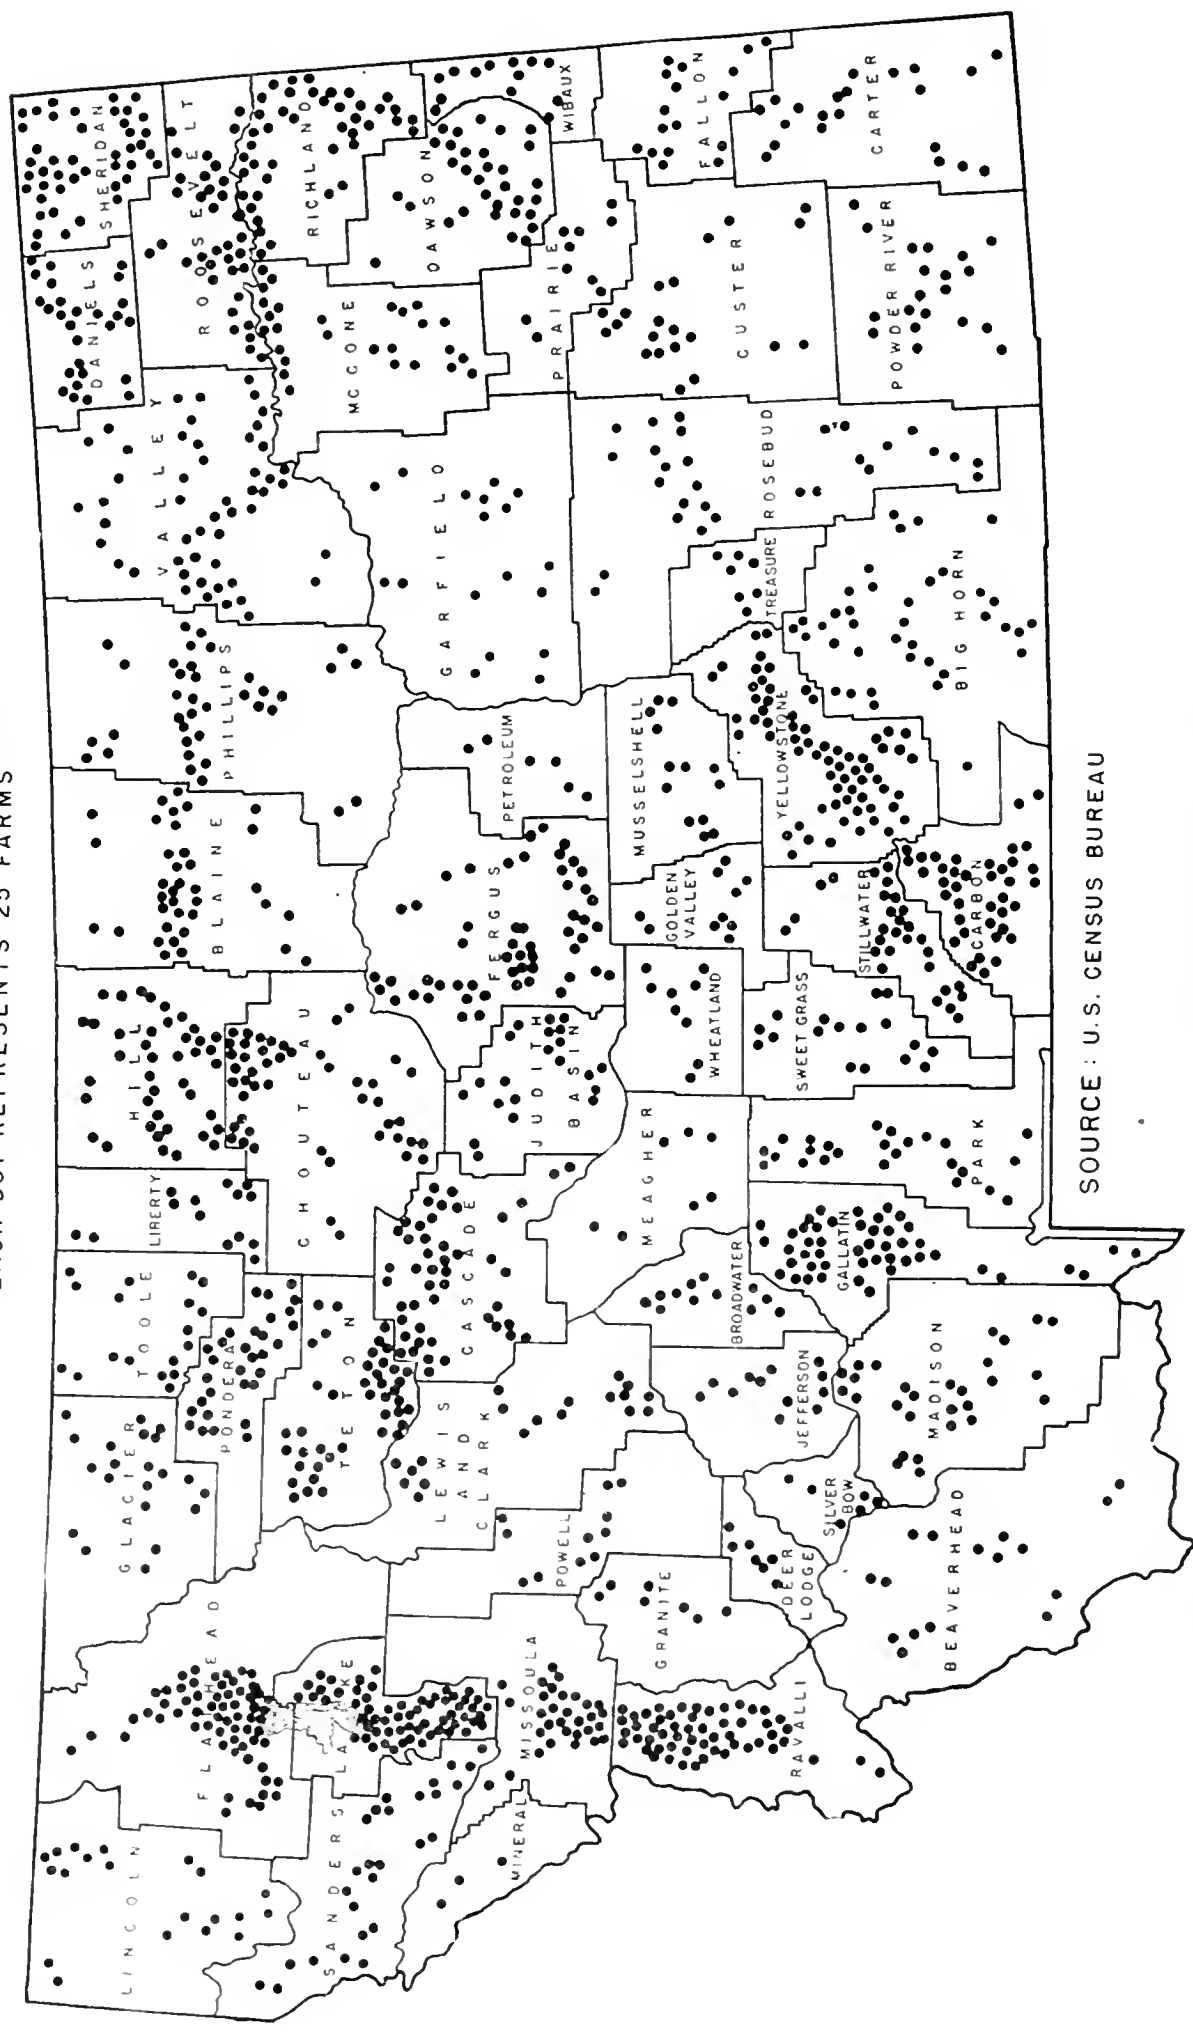 EACH DOT REPRESENTS 25 FARMS
LINCOLN
FLATHEAD
GLACIER
TOOLE
LIBERTY
HILL
BLAINE
PHILLIPS
VALLEY
DANIELS
SHERIDAN
ROOSEVELT
SANDERS
LAKE
PONDERA
TETON
CHOUTEAU
RICHLAND
MCCONE
DAWSON
GARFIELD
MINERAL
MISSOULA
POWELL
LEWIS
AND
CLARK
CASCADE
JUDITH
BASIN
FERGUS
PETROLEUM
PRAIRIE
WIBAUX
GRANITE
MEAGHER
WHEATLAND
GOLDEN
VALLEY
MUSSELSHELL
ROSEBUD
TREASURE
CUSTER
FALLON
RAVALLI
DEER
LODGE
SILVER
BOW
JEFFERSON
BROADWATER
GALLATIN
SWEET GRASS
STILLWATER
YELLOWSTONE
BIG HORN
POWDER RIVER
CARTER
BEAVERHEAD
MADISON
PARK
CARBON
SOURCE: U.S. CENSUS BUREAU